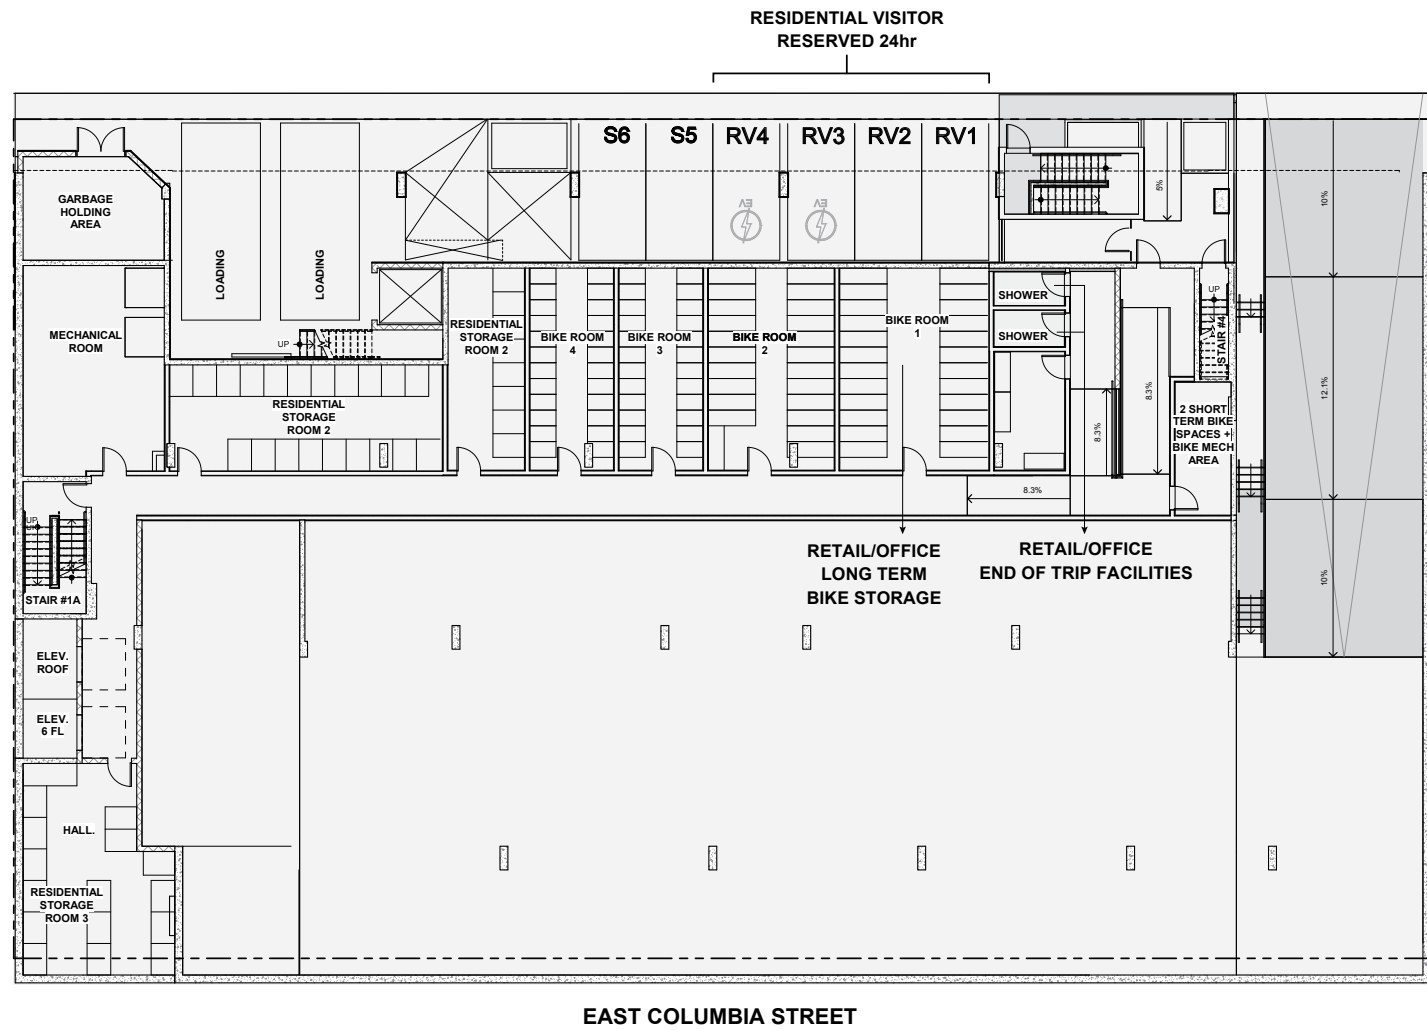 RESIDENTIAL VISITOR
RESERVED 24hr
S6
S5
RV4
RV3
RV2
RV1
GARBAGE
HOLDING
AREA
5%
10%
EV
EV
LOADING
LOADING
MECHANICAL
ROOM
UP
RESIDENTIAL
STORAGE
ROOM 2
BIKE ROOM
4
BIKE ROOM
3
BIKE ROOM
2
BIKE ROOM
1
SHOWER
SHOWER
UP
STAIR #4
RESIDENTIAL
STORAGE
ROOM 2
8.3%
8.3%
12.1%
2 SHORT
TERM BIKE
SPACES +
BIKE MECH
AREA
8.3%
UP
STAIR #1A
RETAIL/OFFICE
LONG TERM
BIKE STORAGE
RETAIL/OFFICE
END OF TRIP FACILITIES
10%
ELEV.
ROOF
ELEV.
6 FL
HALL.
RESIDENTIAL
STORAGE
ROOM 3
EAST COLUMBIA STREET